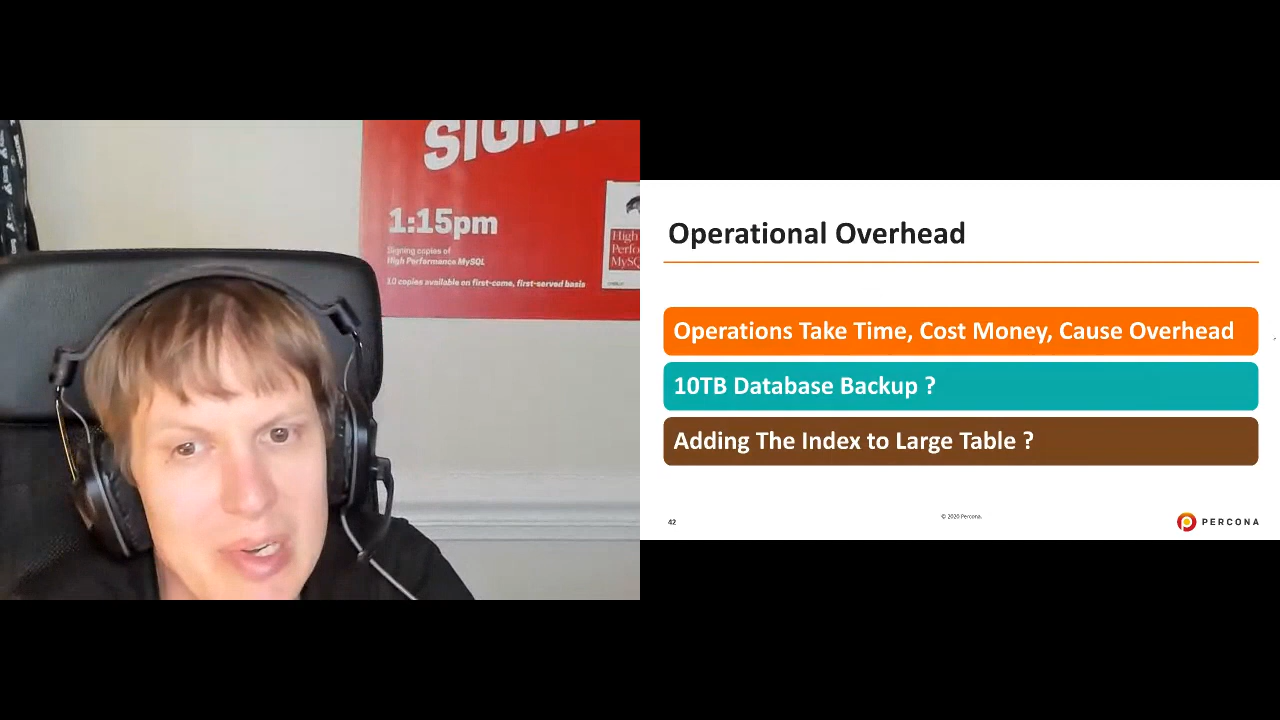 SIGNI
1:15pm
Signing copies of
High Performance MySQL
10 copies available on first-come, first-served basis
High
Perfo
MySQ
Operational Overhead
Operations Take Time, Cost Money, Cause Overhead
10TB Database Backup ?
Adding The Index to Large Table ?
42
© 2020 Percona.
PERCONA